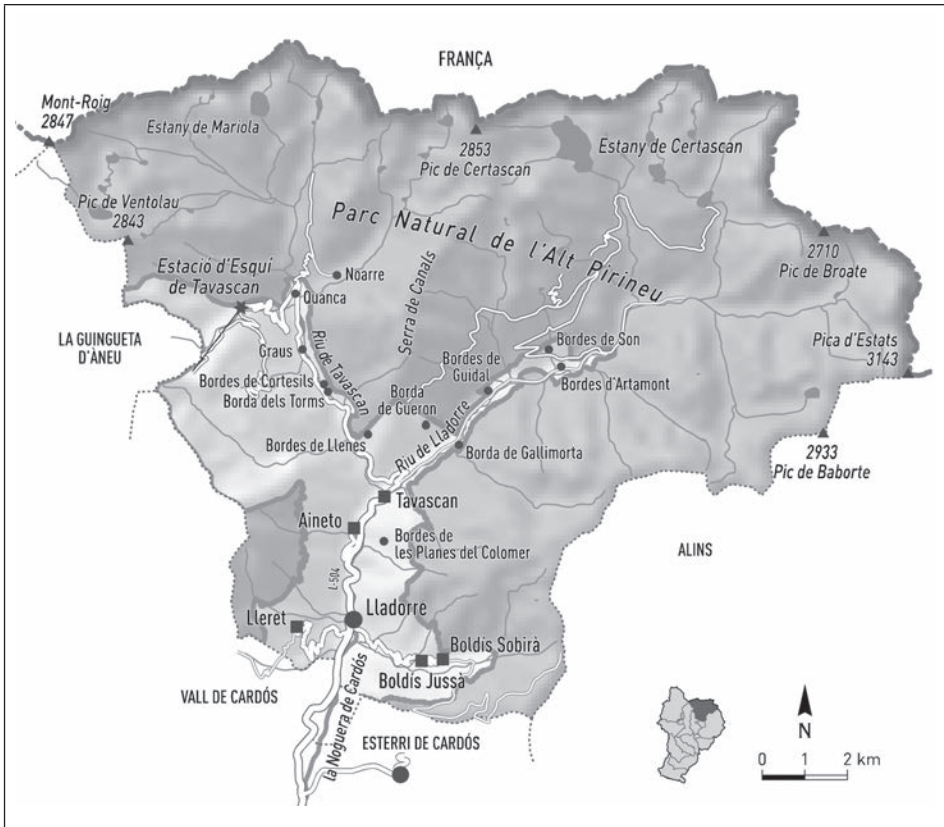 FRANÇA
Mont-Roig
2847
Estany de Mariola
2853
Pic de Certascan
Estany de Certascan
Pic de Ventolau
2843
Parc Natural de l'Alt Pirineu
2710
Pic de Broate
Estació d'Esquí
de Tavascan
Noarre
Quanca
Serra de Canals
LA GUINGUETA
D'ÀNEU
Graus
Riu de Tavascan
Bordes de Son
Pica d'Estats
3143
Bordes de
Guidal
Bordes d'Artamont
Bordes de Cortesils
Borda dels Torms
Borda
de Gueron
Riu de Lladorre
Bordes de Llenes
Borda de Gallimorta
2933
Pic de Baborte
Tavascan
Aineto
Bordes de
les Planes del Colomer
ALINS
L-504
Lladorre
Lleret
Boldís Sobirà
Boldís Jussà
VALL DE CARDÓS
la Noguera de Cardós
ESTERRI DE CARDÓS
N
0 1 2 km